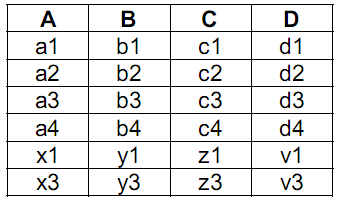 A B C D
a1 b1 c1 d1
a2 b2 c2 d2
a3 b3 c3 d3
a4 b4 c4 d4
x1 y1 z1 v1
x3 y3 z3 v3